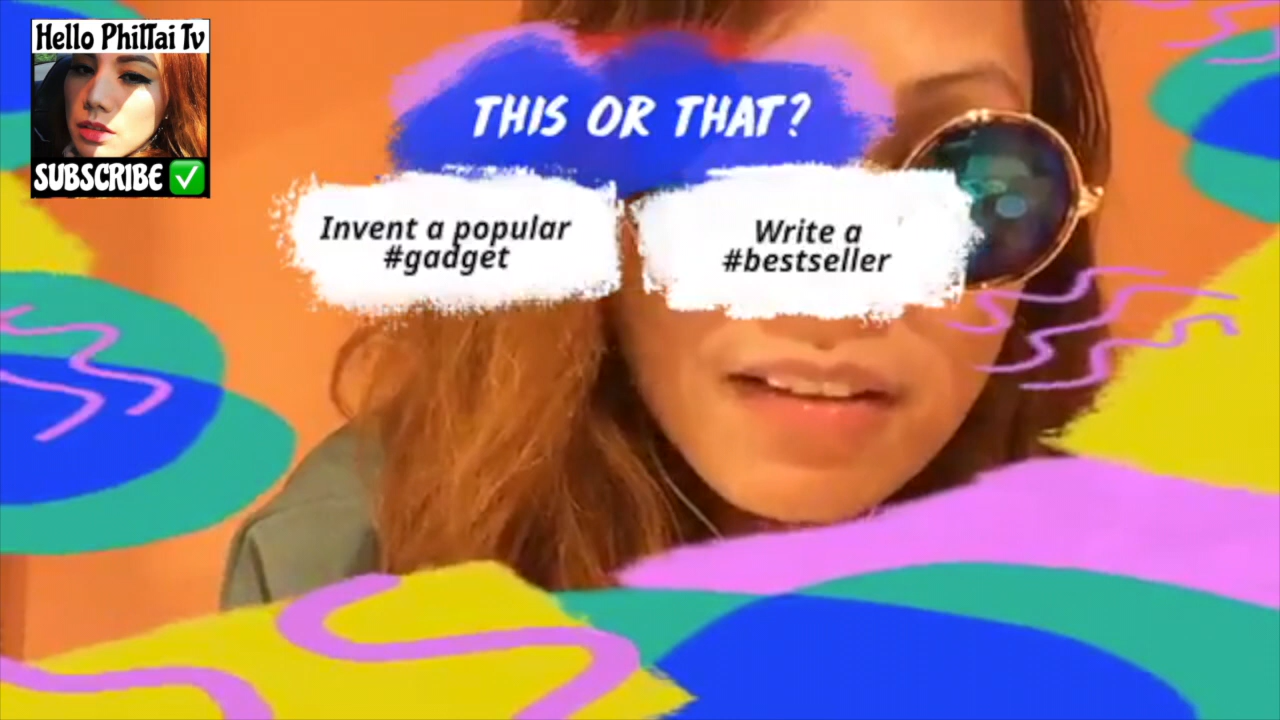 Hello PhilTai Tv
SUBSCRIBE ✅
THIS OR THAT?
Invent a popular
#gadget
Write a
#bestseller